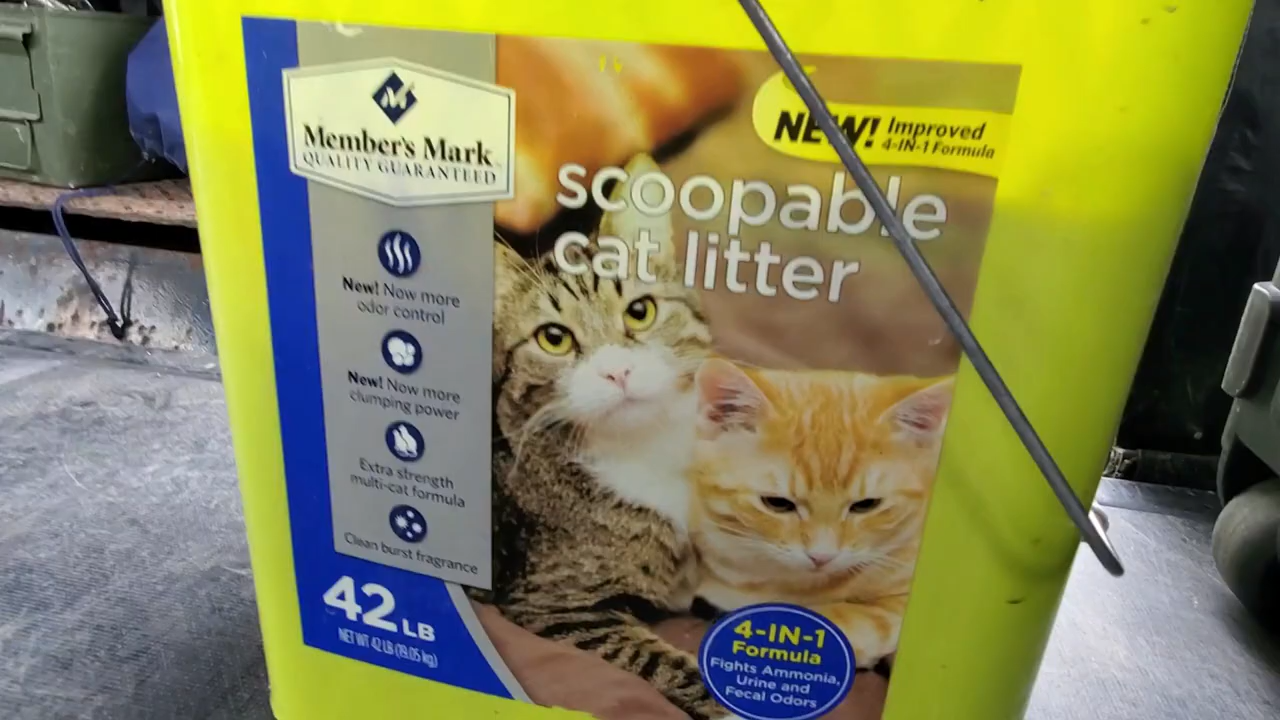 Member's Mark
QUALITY GUARANTEED
NEW! Improved
4-IN-1 Formula
scoopable
cat litter
New! Now more
odor control
New! Now more
clumping power
Extra strength
multi-cat formula
Clean burst fragrance
42 LB
NET WT 42 LB (19.05 kg)
4-IN-1
Formula
Fights Ammonia,
Urine and
Fecal Odors